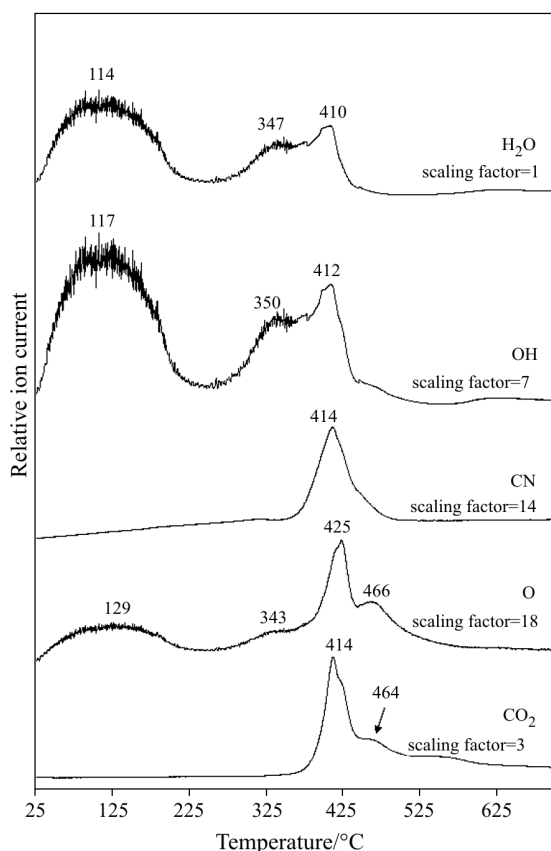 114
347
410
H₂O
scaling factor=1
117
350
412
OH
scaling factor=7
414
CN
scaling factor=14
425
129
343
466
O
scaling factor=18
414
464
CO₂
scaling factor=3
Relative ion current
25 125 225 325 425 525 625
Temperature/°C